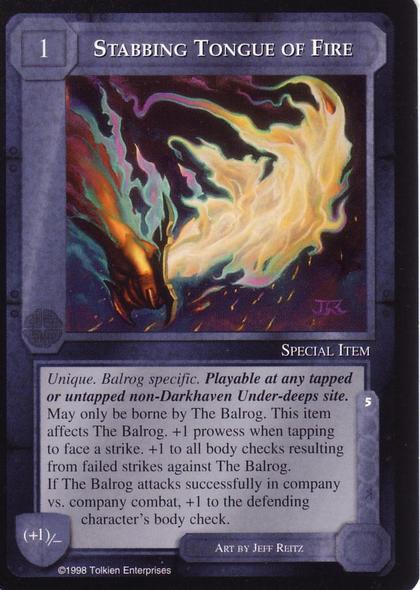 1
STABBING TONGUE OF FIRE
JR
SPECIAL ITEM
Unique. Balrog specific. Playable at any tapped
or untapped non-Darkhaven Under-deeps site.
May only be borne by The Balrog. This item
affects The Balrog. +1 prowess when tapping
to face a strike. +1 to all body checks resulting
from failed strikes against The Balrog.
If The Balrog attacks successfully in company
vs. company combat, +1 to the defending
character's body check.
5
(+1)/–
ART BY JEFF REITZ
©1998 Tolkien Enterprises